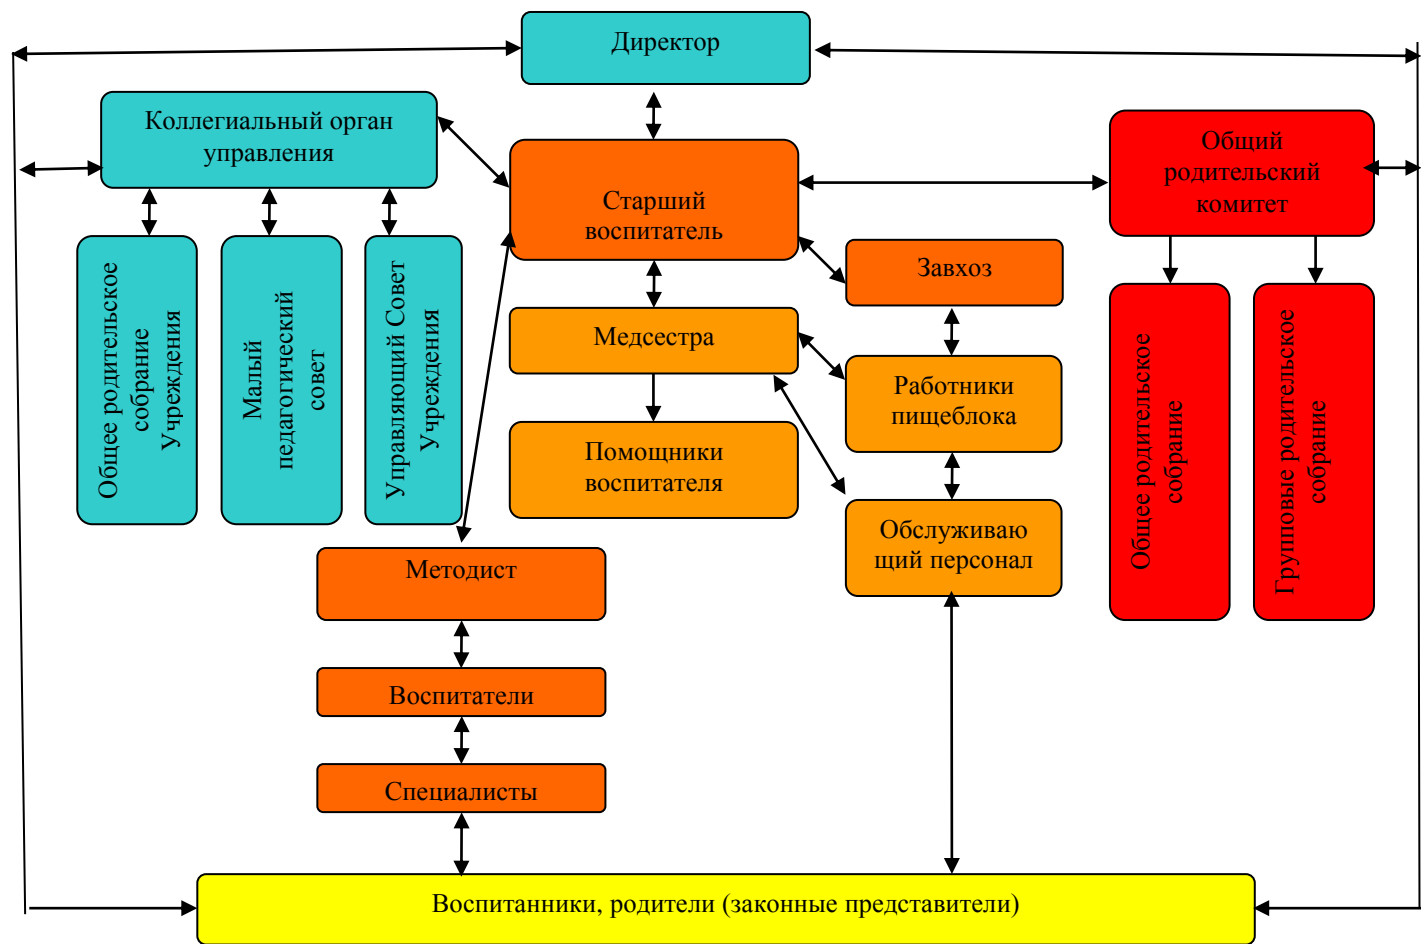 Директор
Коллегиальный орган
управления
Общий
родительский
комитет
Старший
воспитатель
Завхоз
Общее родительское
собрание
Учреждения
Малый
педагогический
совет
Управляющий Совет
Учреждения
Медсестра
Работники
пищеблока
Помощники
воспитателя
Обслуживаю
щий персонал
Общее родительское
собрание
Групповые родительское
собрание
Методист
Воспитатели
Специалисты
Воспитанники, родители (законные представители)